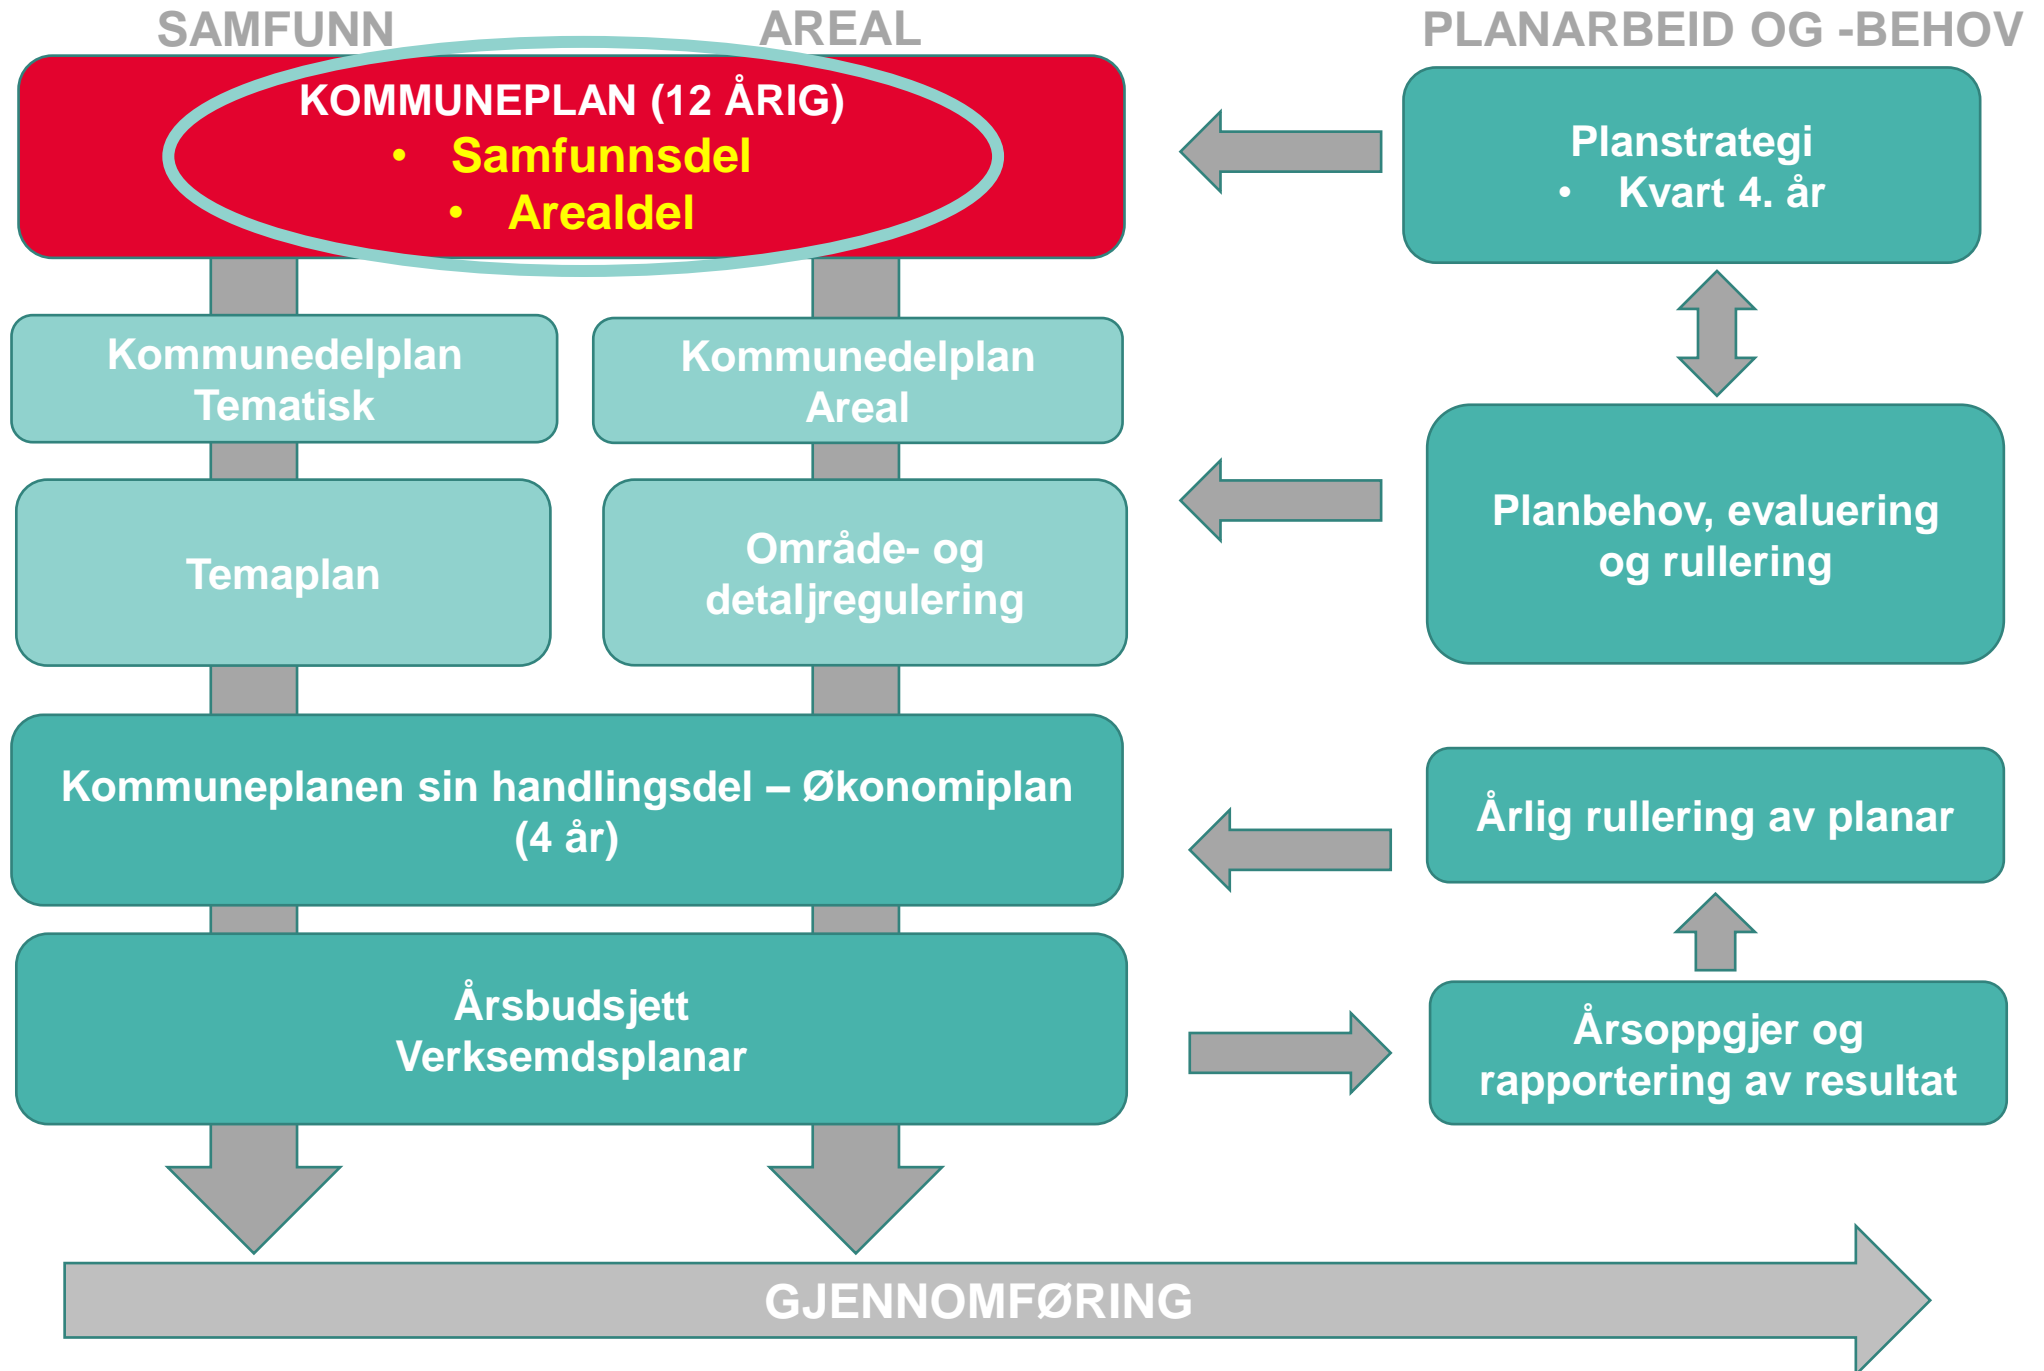 SAMFUNN
AREAL
PLANARBEID OG -BEHOV
KOMMUNEPLAN (12 ÅRIG)
• Samfunnsdel
• Arealdel
Planstrategi
• Kvart 4. år
Kommunedelplan
Tematisk
Kommunedelplan
Areal
Temaplan
Område- og
detaljregulering
Planbehov, evaluering
og rullering
Kommuneplanen sin handlingsdel – Økonomiplan
(4 år)
Årlig rullering av planar
Årsbudsjett
Verksemdsplanar
Årsoppgjer og
rapportering av resultat
GJENNOMFØRING